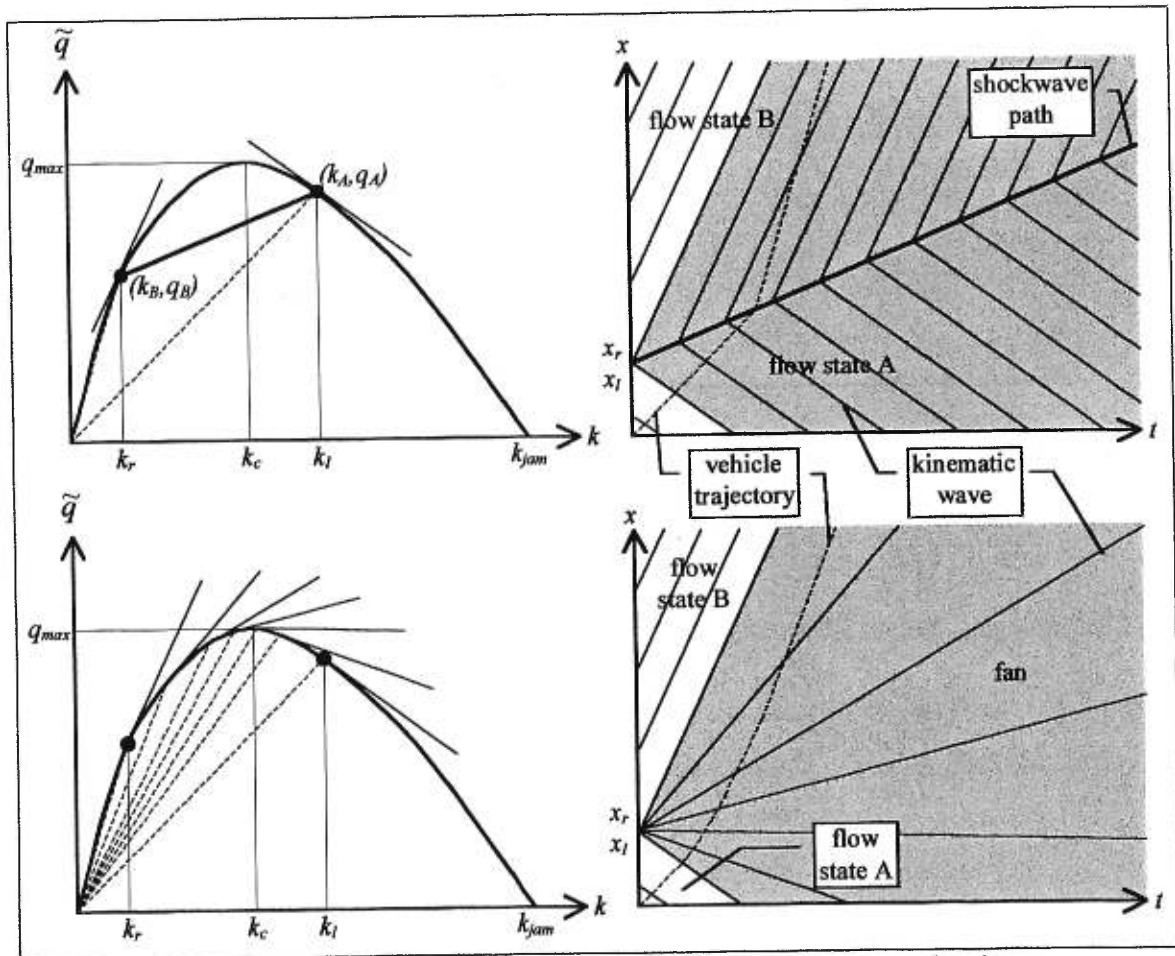 q̃
q_max
(k_A, q_A)
(k_B, q_B)
k_r
k_c
k_l
k_jam
k
x
flow state B
shockwave
path
x_r
x_l
flow state A
t
vehicle
trajectory
kinematic
wave
q̃
q_max
k_r
k_c
k_l
k_jam
k
x
flow
state B
fan
x_r
x_l
flow
state A
t